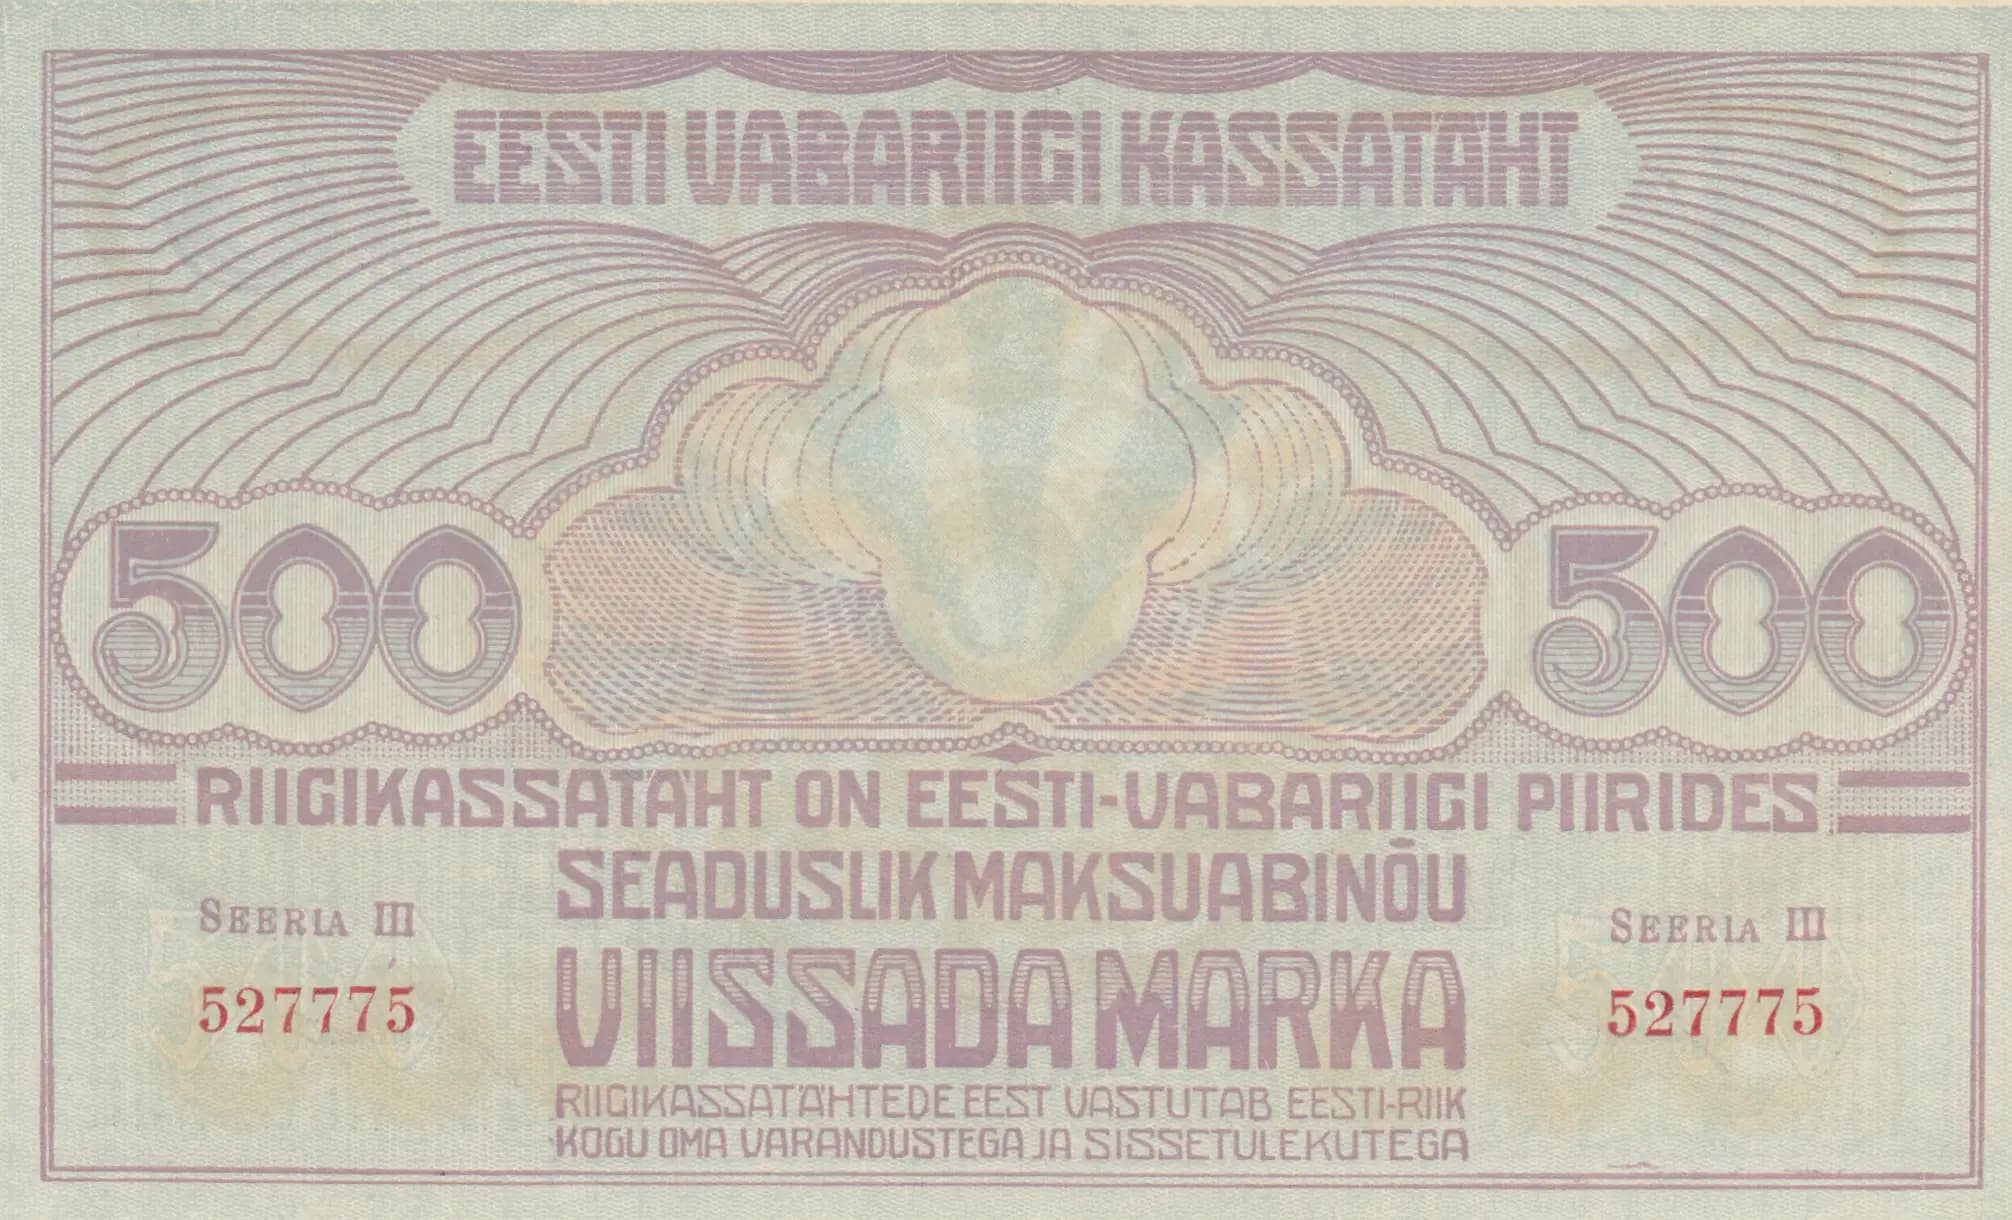 EESTI VABARIIGI KASSATÄHT
500 500
RIIGIKASSATÄHT ON EESTI-VABARIIGI PIIRIDES
SEADUSLIK MAKSUABINÕU
SEERIA III SEERIA III
VIISSADA MARKA
527775 527775
RIIGIKASSATÄHTEDE EEST VASTUTAB EESTI-RIIK
KOGU OMA VARANDUSTEGA JA SISSETULEKUTEGA